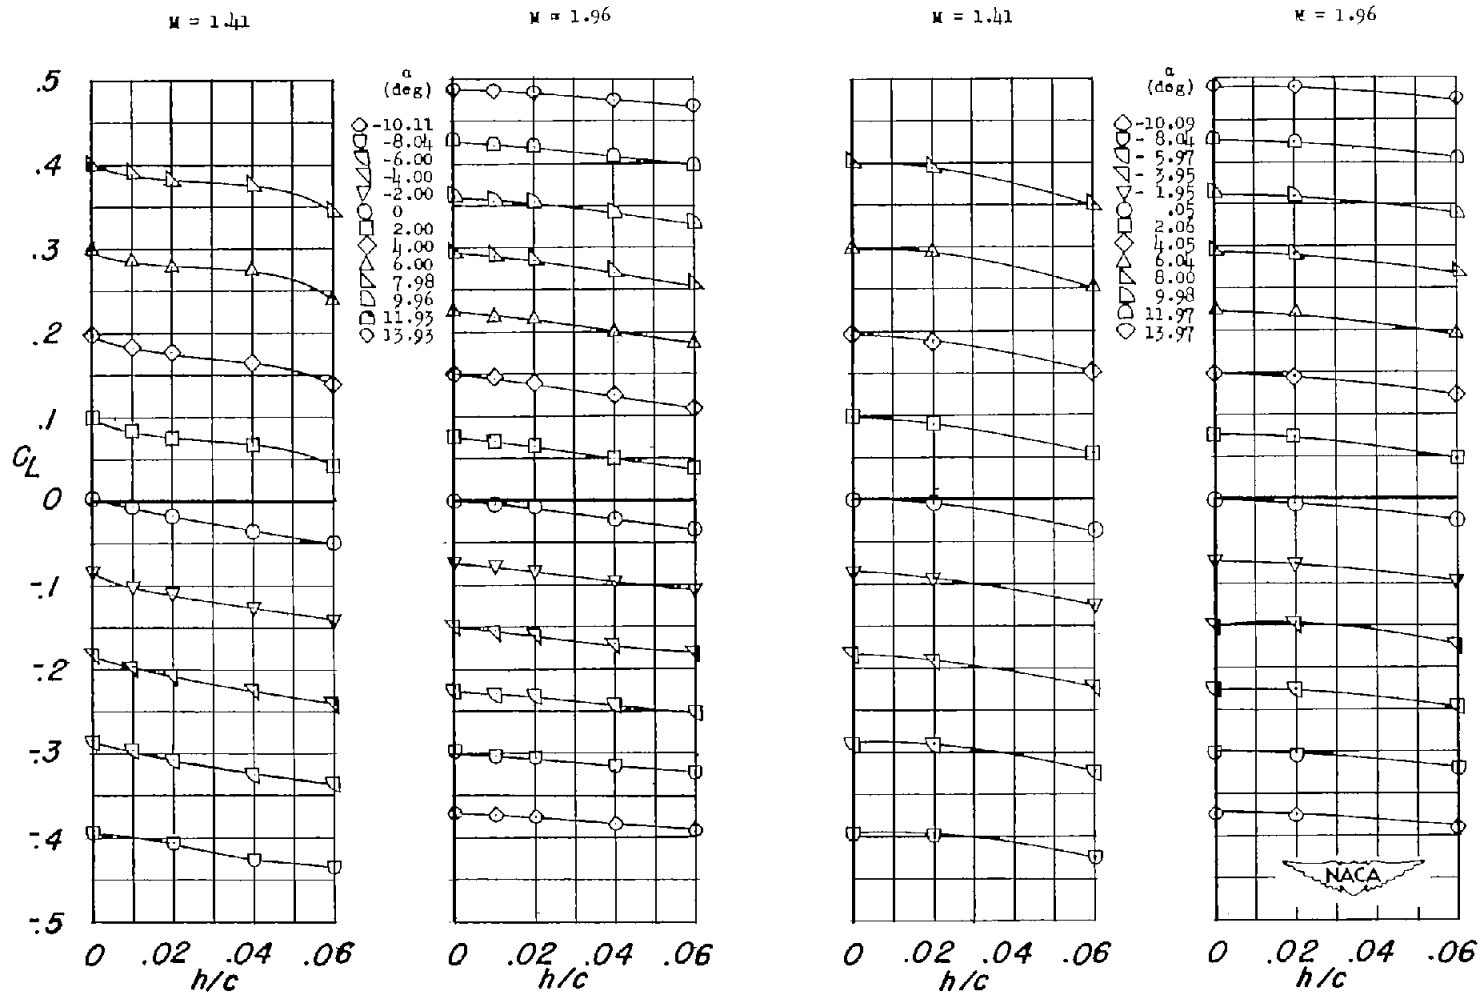 M = 1.41
M = 1.96
M = 1.41
M = 1.96
α
(deg)
-10.11
-8.04
-6.00
-4.00
-2.00
0
2.00
4.00
6.00
7.98
9.96
11.93
13.93
α
(deg)
-10.09
-8.04
-5.97
-3.95
-1.95
.05
2.06
4.05
6.04
8.00
9.98
11.97
13.97
.5
.4
.3
.2
.1
C_L
0
-.1
-.2
-.3
-.4
-.5
NACA
0 .02 .04 .06
h/c
0 .02 .04 .06
h/c
0 .02 .04 .06
h/c
0 .02 .04 .06
h/c